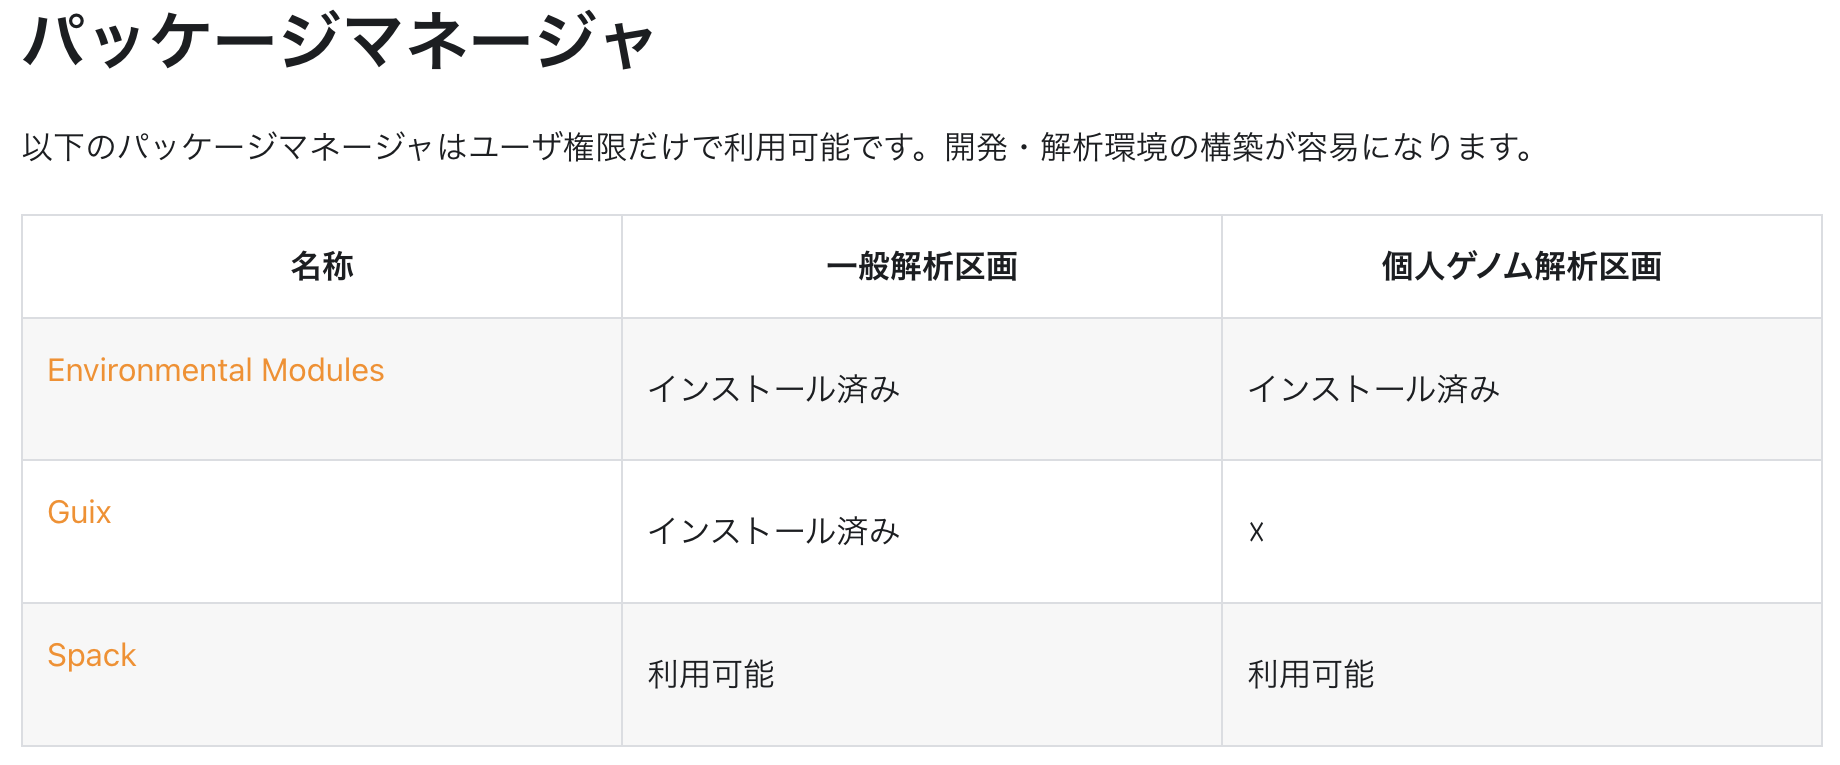 パッケージマネージャ
以下のパッケージマネージャはユーザ権限だけで利用可能です。開発・解析環境の構築が容易になります。
名称 一般解析区画 個人ゲノム解析区画
Environmental Modules インストール済み インストール済み
Guix インストール済み x
Spack 利用可能 利用可能